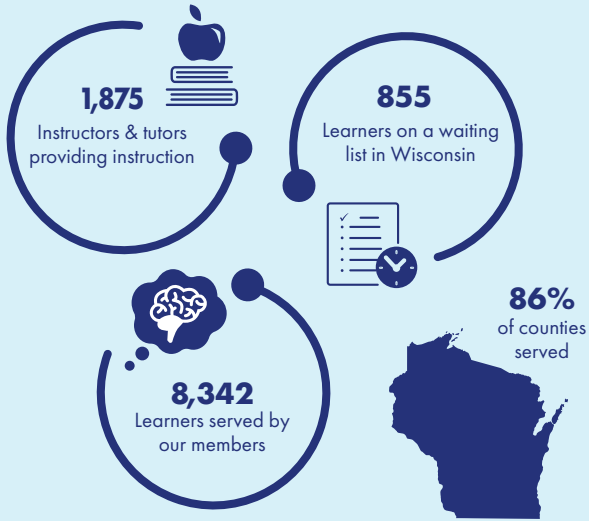 1,875
Instructors & tutors
providing instruction
855
Learners on a waiting
list in Wisconsin
86%
of counties
served
8,342
Learners served by
our members